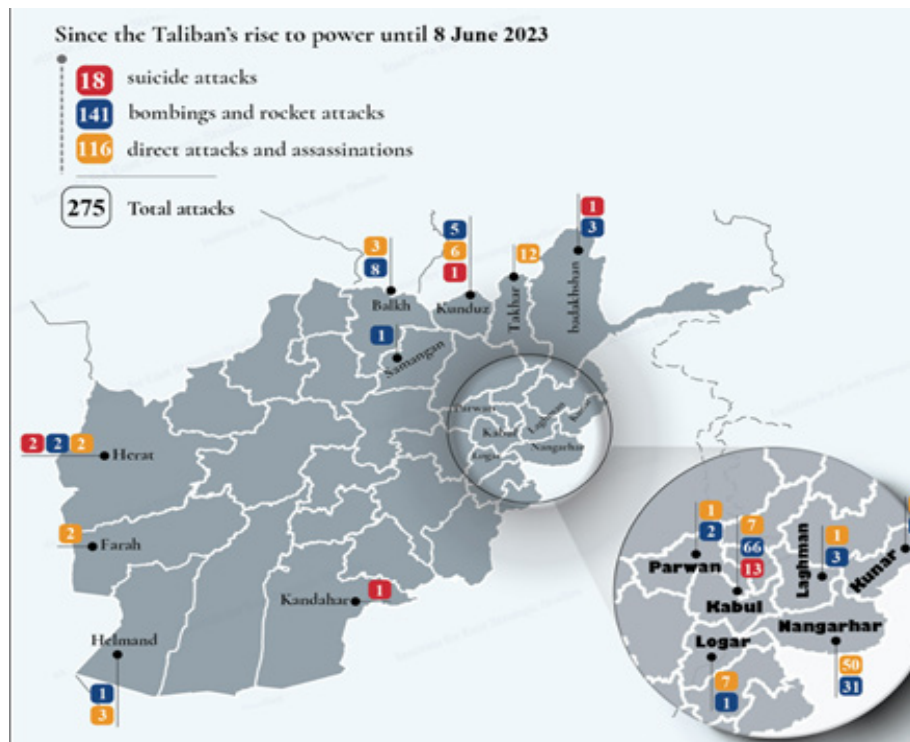 Since the Taliban's rise to power until 8 June 2023
18 suicide attacks
141 bombings and rocket attacks
116 direct attacks and assassinations
275 Total attacks
1
3
badakhshan
12
Takhar
5
6
1
Kunduz
3
8
Balkh
1
Samangan
Parwan
Kabul
Laghman
Kunar
Logar
Nangarhar
2 2 2
Herat
2
Farah
Kandahar
1
Helmand
1
3
1
2
Parwan
7
66
13
Kabul
1
3
Laghman
Kunar
Logar
7
1
Nangarhar
50
31